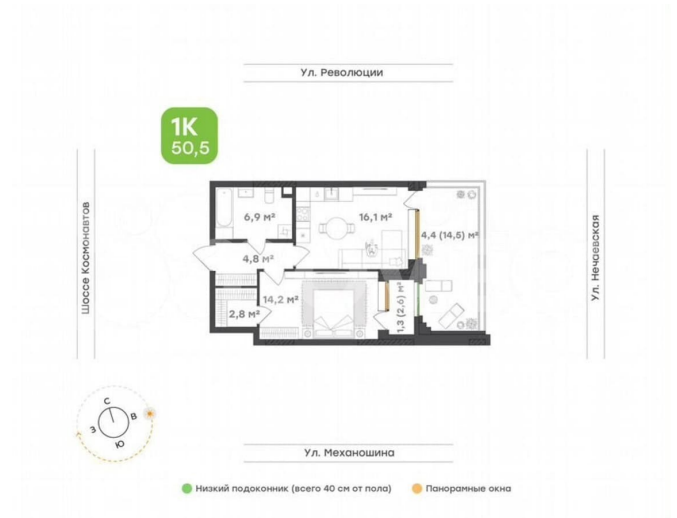 Ул. Революции
1К
50,5
Шоссе Космонавтов
Ул. Нечаевская
6,9 м²
16,1 м²
4,4 (14,5) м²
4,8 м²
14,2 м²
2,8 м²
1,3 (2,6) м²
С
В
З
Ю
Ул. Механошина
Низкий подоконник (всего 40 см от пола)
Панорамные окна